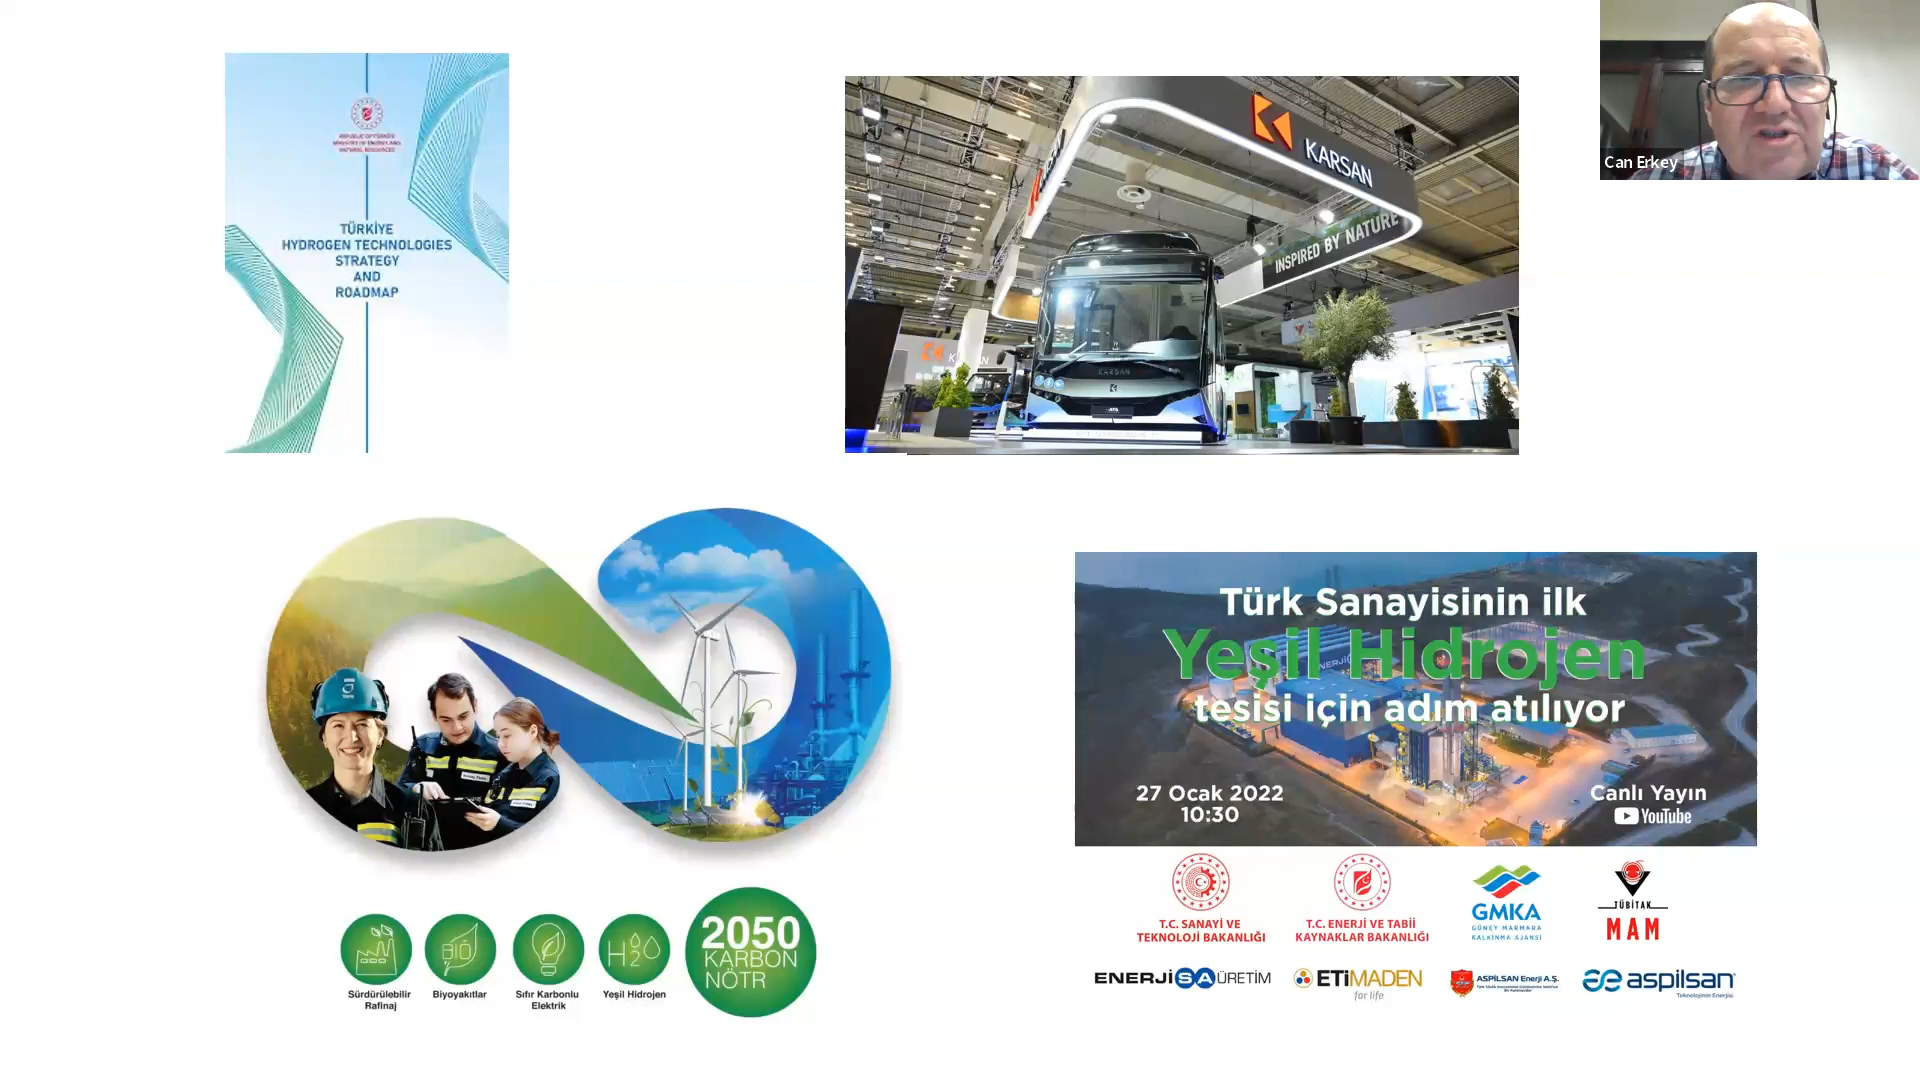 REPUBLIC OF TÜRKİYE
MINISTRY OF ENERGY AND
NATURAL RESOURCES
TÜRKİYE
HYDROGEN TECHNOLOGIES
STRATEGY
AND
ROADMAP
KARSAN
INSPIRED BY NATURE
KARSAN
Can Erkey
2050
KARBON
NÖTR
BIO
H2O
Sürdürülebilir
Rafinaj
Biyoyakıtlar
Sıfır Karbonlu
Elektrik
Yeşil Hidrojen
Türk Sanayisinin ilk
Yeşil Hidrojen
tesisi için adım atılıyor
27 Ocak 2022
10:30
Canlı Yayın
YouTube
T.C. SANAYİ VE
TEKNOLOJİ BAKANLIĞI
T.C. ENERJİ VE TABİİ
KAYNAKLAR BAKANLIĞI
GMKA
GÜNEY MARMARA
KALKINMA AJANSI
TÜBİTAK
MAM
ENERJİSA ÜRETİM
ETİMADEN
for life
ASPİLSAN Enerji A.Ş.
aspilsan
Teknolojinin Enerjisi